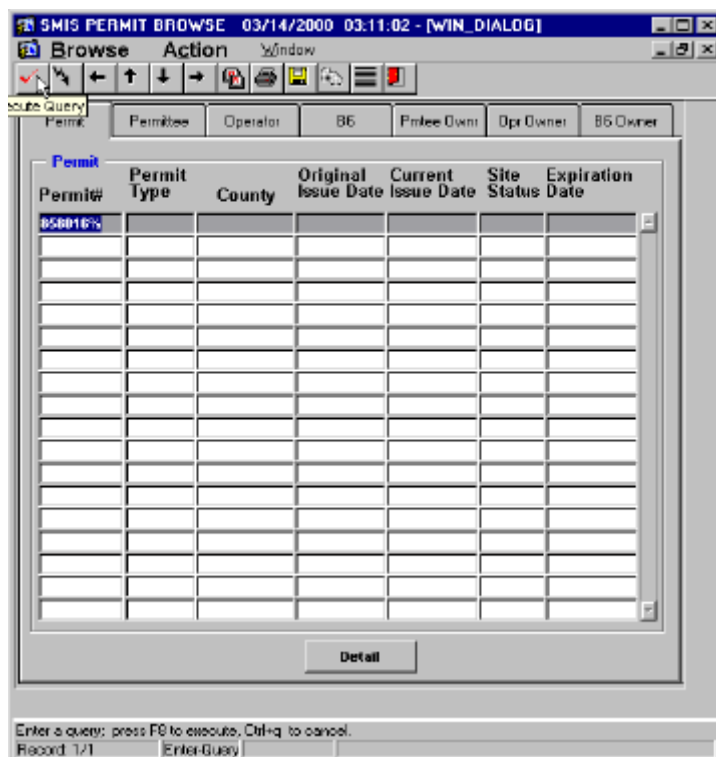 SMIS PERMIT BROWSE 03/14/2000 03:11:02 - [WIN_DIALOG]
Browse Action Window
ecute Query
Permit Permittee Operator B6 Pmtee Ownr Opr Owner B6 Owner
Permit
Permit# Permit Type County Original Issue Date Current Issue Date Site Status Expiration Date
858016%
Detail
Enter a query; press F8 to execute, Ctrl+q to cancel.
Record: 1/1 Enter-Query